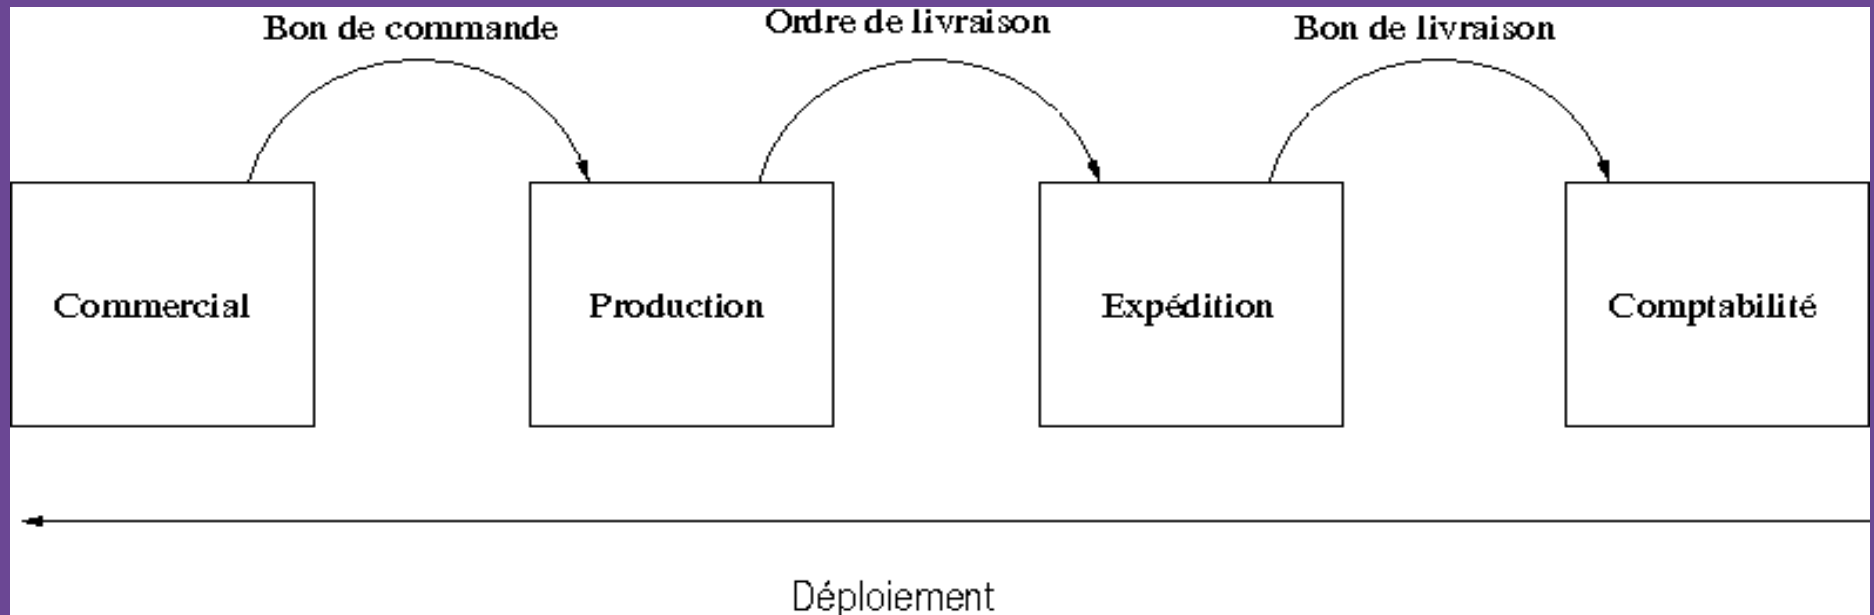 Bon de commande
Ordre de livraison
Bon de livraison
Commercial
Production
Expédition
Comptabilité
Déploiement